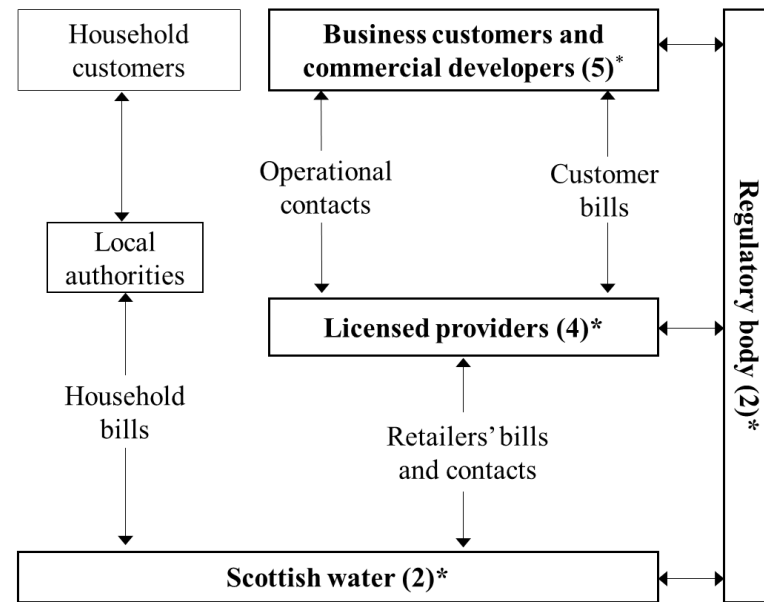 Household
customers
Business customers and
commercial developers (5)*
Operational
contacts
Customer
bills
Local
authorities
Licensed providers (4)*
Household
bills
Retailers’ bills
and contacts
Scottish water (2)*
Regulatory body (2)*